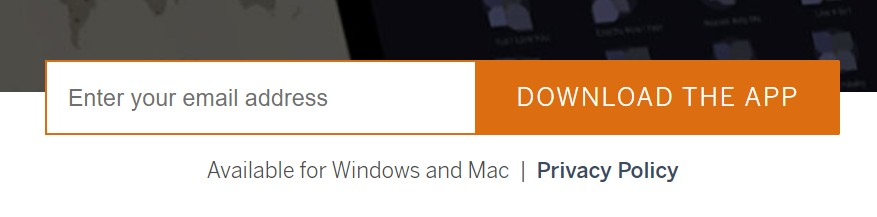 Enter your email address
DOWNLOAD THE APP
Available for Windows and Mac | Privacy Policy